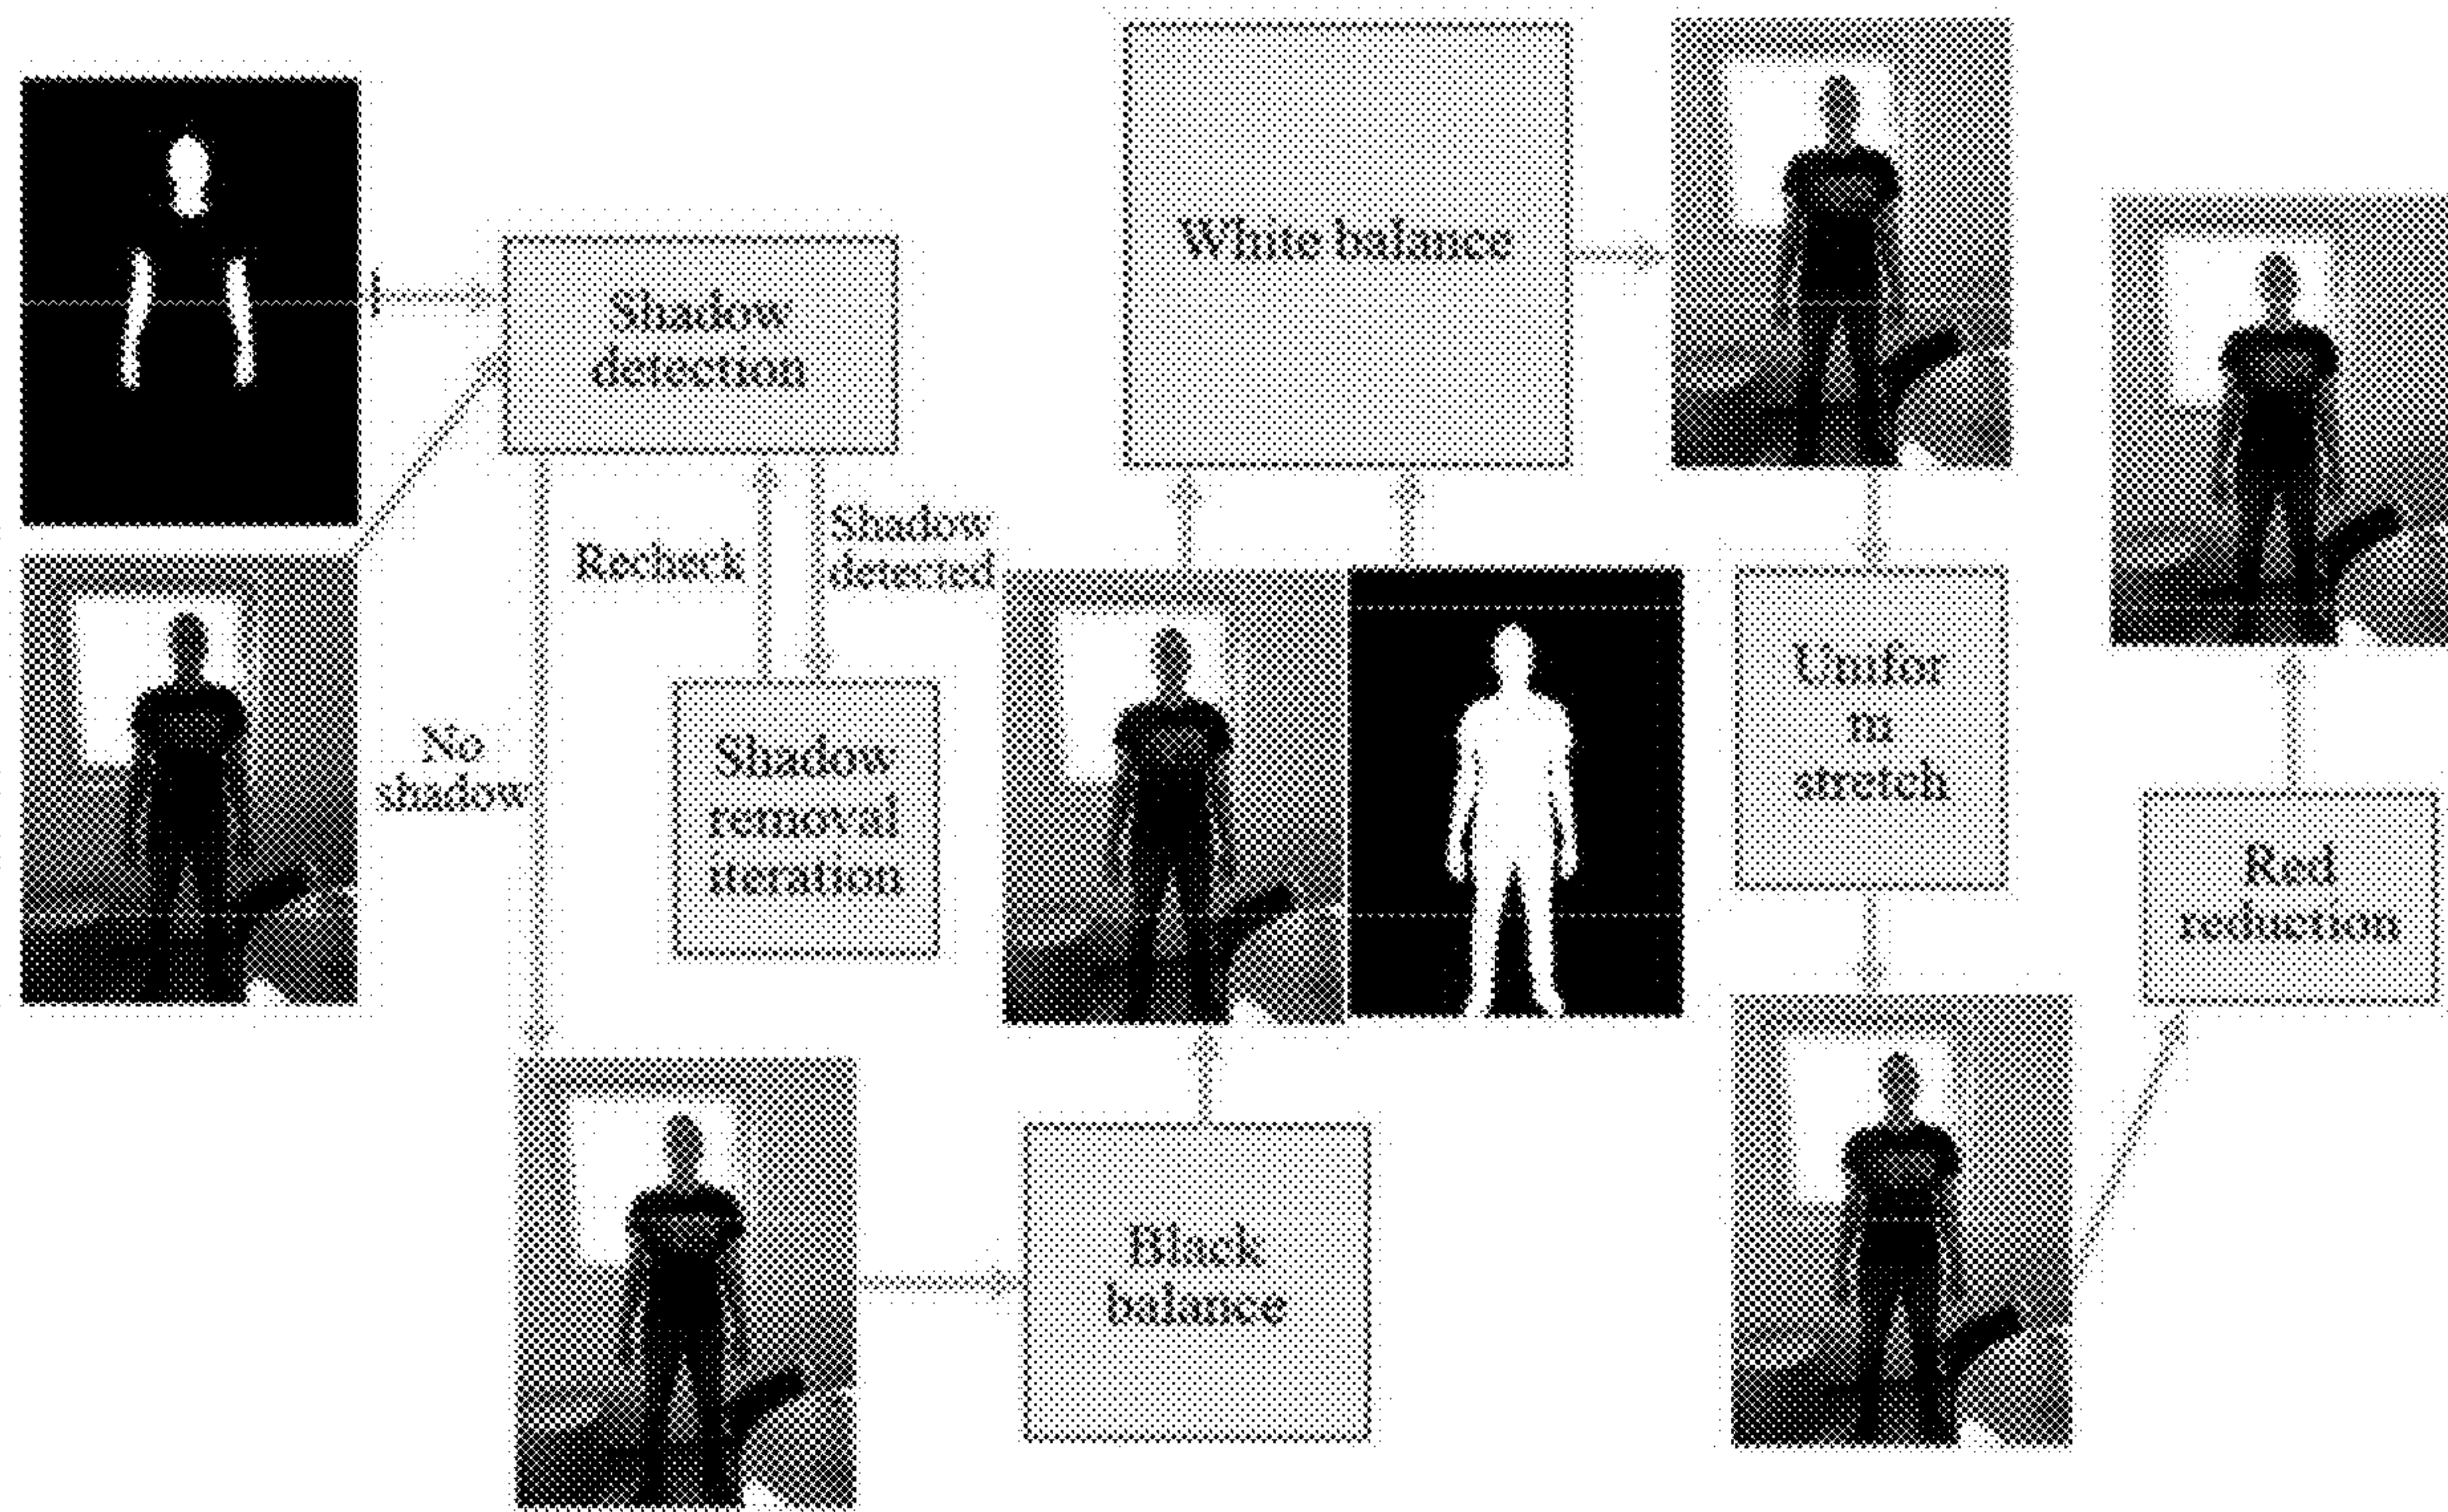 White balance
Shadow
detection
Recheck
Shadow
detected
No
shadow
Shadow
removal
iteration
Unifor
m
stretch
Red
reduction
Black
balance